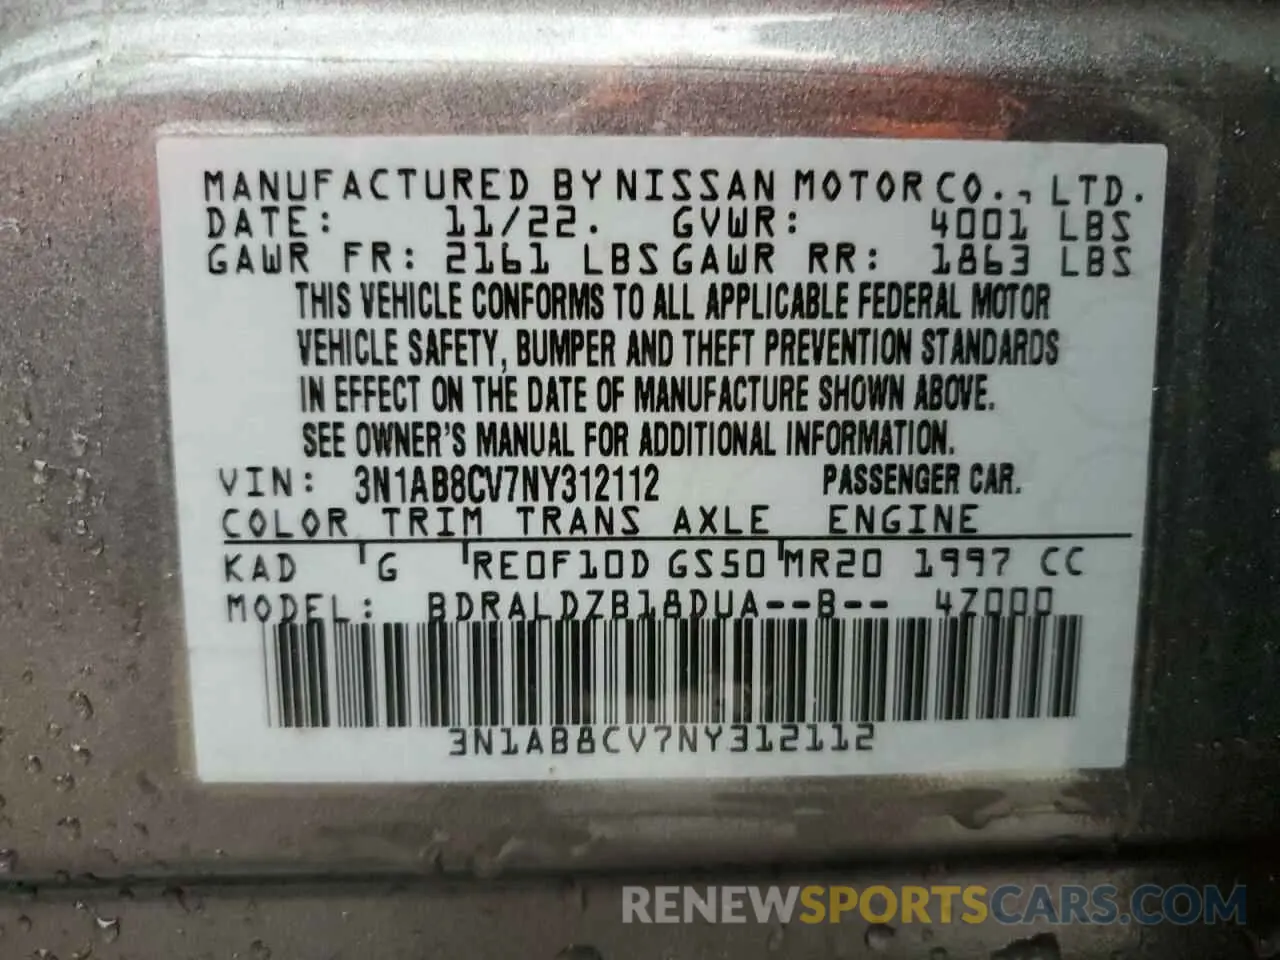 MANUFACTURED BY NISSAN MOTOR CO., LTD.
DATE: 11/22. GVWR: 4001 LBS
GAWR FR: 2161 LBS GAWR RR: 1863 LBS
THIS VEHICLE CONFORMS TO ALL APPLICABLE FEDERAL MOTOR
VEHICLE SAFETY, BUMPER AND THEFT PREVENTION STANDARDS
IN EFFECT ON THE DATE OF MANUFACTURE SHOWN ABOVE.
SEE OWNER'S MANUAL FOR ADDITIONAL INFORMATION.
VIN: 3N1AB8CV7NY312112 PASSENGER CAR.
COLOR TRIM TRANS AXLE ENGINE
KAD G RE0F10D GS50 MR20 1997 CC
MODEL: BDRALDZB18DUA--B-- 4Z000
3N1AB8CV7NY312112
RENEWSPORTSCARS.COM